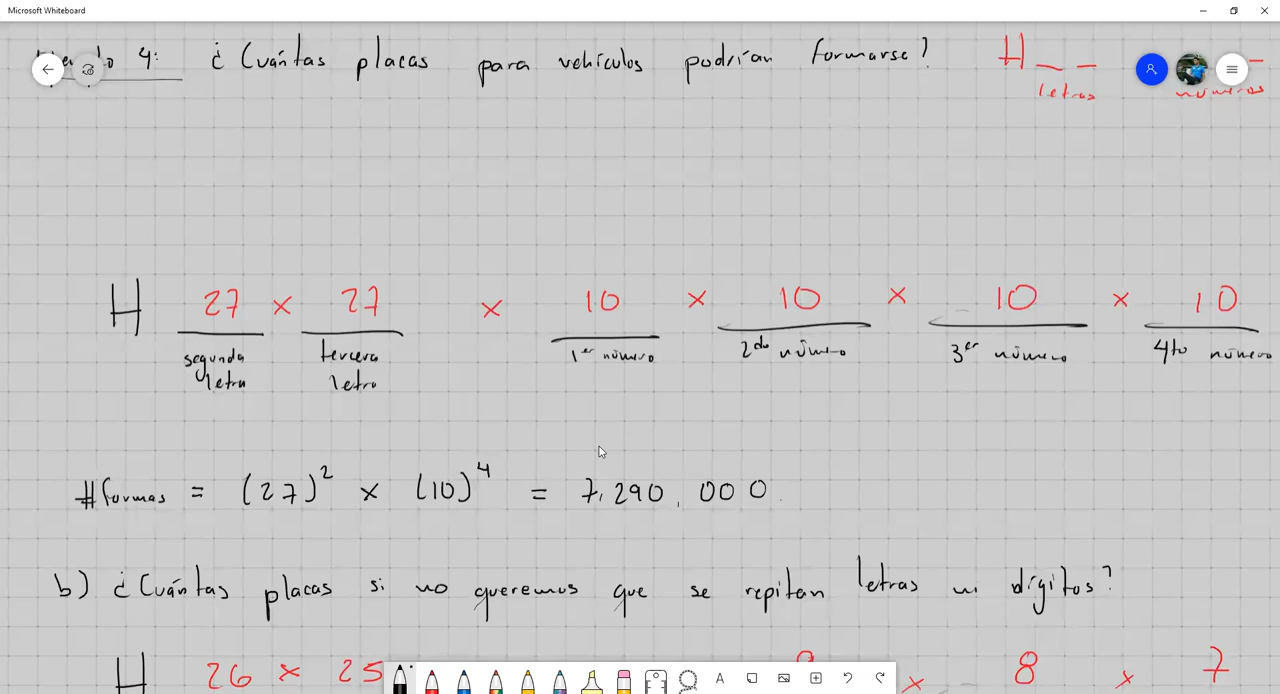 Microsoft Whiteboard
4: ¿Cuántas placas para vehículos podrían formarse? H _ _ _
letras números
H 27 x 27 x 10 x 10 x 10 x 10
segunda letra tercera letra 1er número 2do número 3er número 4to número
#formas = (27)² x (10)⁴ = 7,290,000
b) ¿Cuántas placas si no queremos que se repitan letras ni dígitos?
H 26 x 25 x 8 x 7